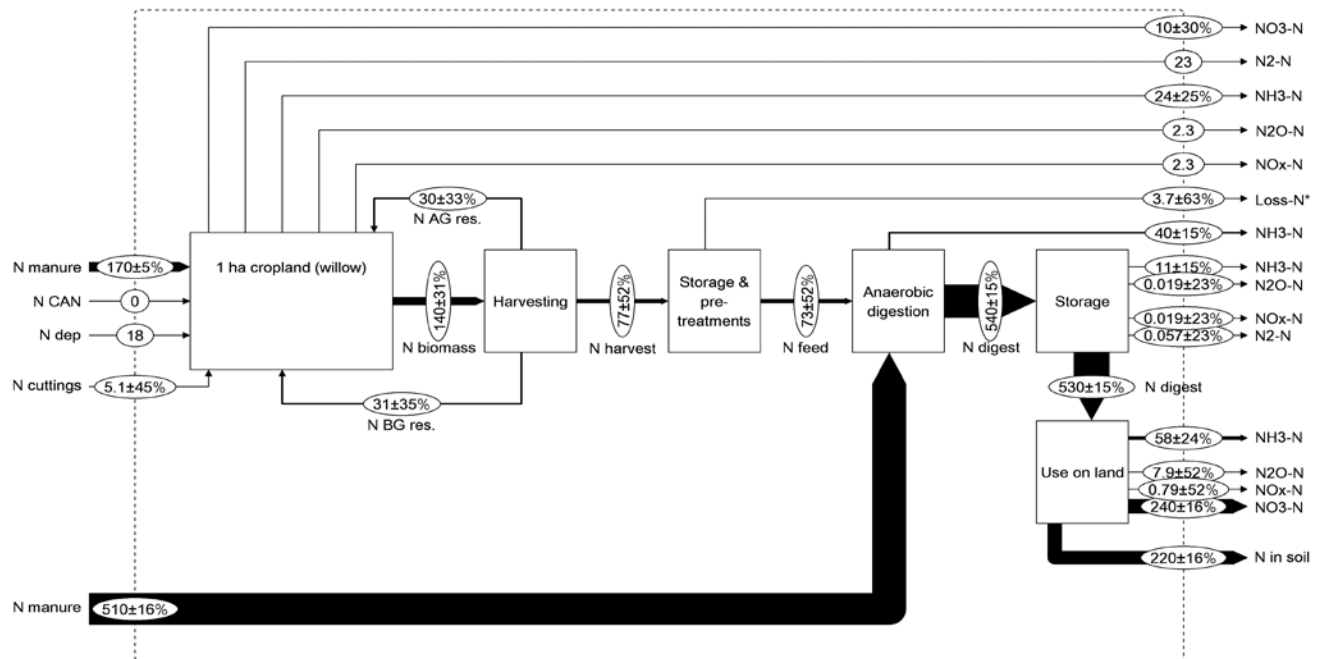 10±30%
NO3-N
23
N2-N
24±25%
NH3-N
2.3
N2O-N
2.3
NOx-N
30±33%
N AG res.
3.7±63%
Loss-N*
40±15%
NH3-N
N manure
170±5%
1 ha cropland (willow)
140±31%
N biomass
Harvesting
77±52%
N harvest
Storage &
pre-
treatments
73±52%
N feed
Anaerobic
digestion
540±15%
N digest
Storage
11±15%
NH3-N
0.019±23%
N2O-N
0.019±23%
NOx-N
0.057±23%
N2-N
N CAN
0
N dep
18
N cuttings
5.1±45%
31±35%
N BG res.
530±15%
N digest
Use on land
58±24%
NH3-N
7.9±52%
N2O-N
0.79±52%
NOx-N
240±16%
NO3-N
220±16%
N in soil
N manure
510±16%